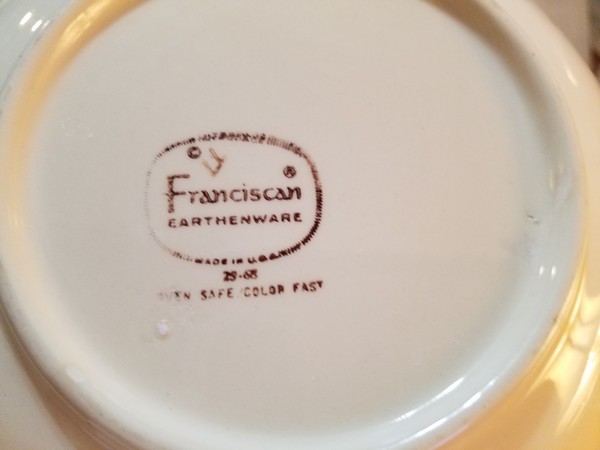 ©
Franciscan ®
EARTHENWARE
MADE IN U.S.A.
OVEN SAFE COLOR FAST